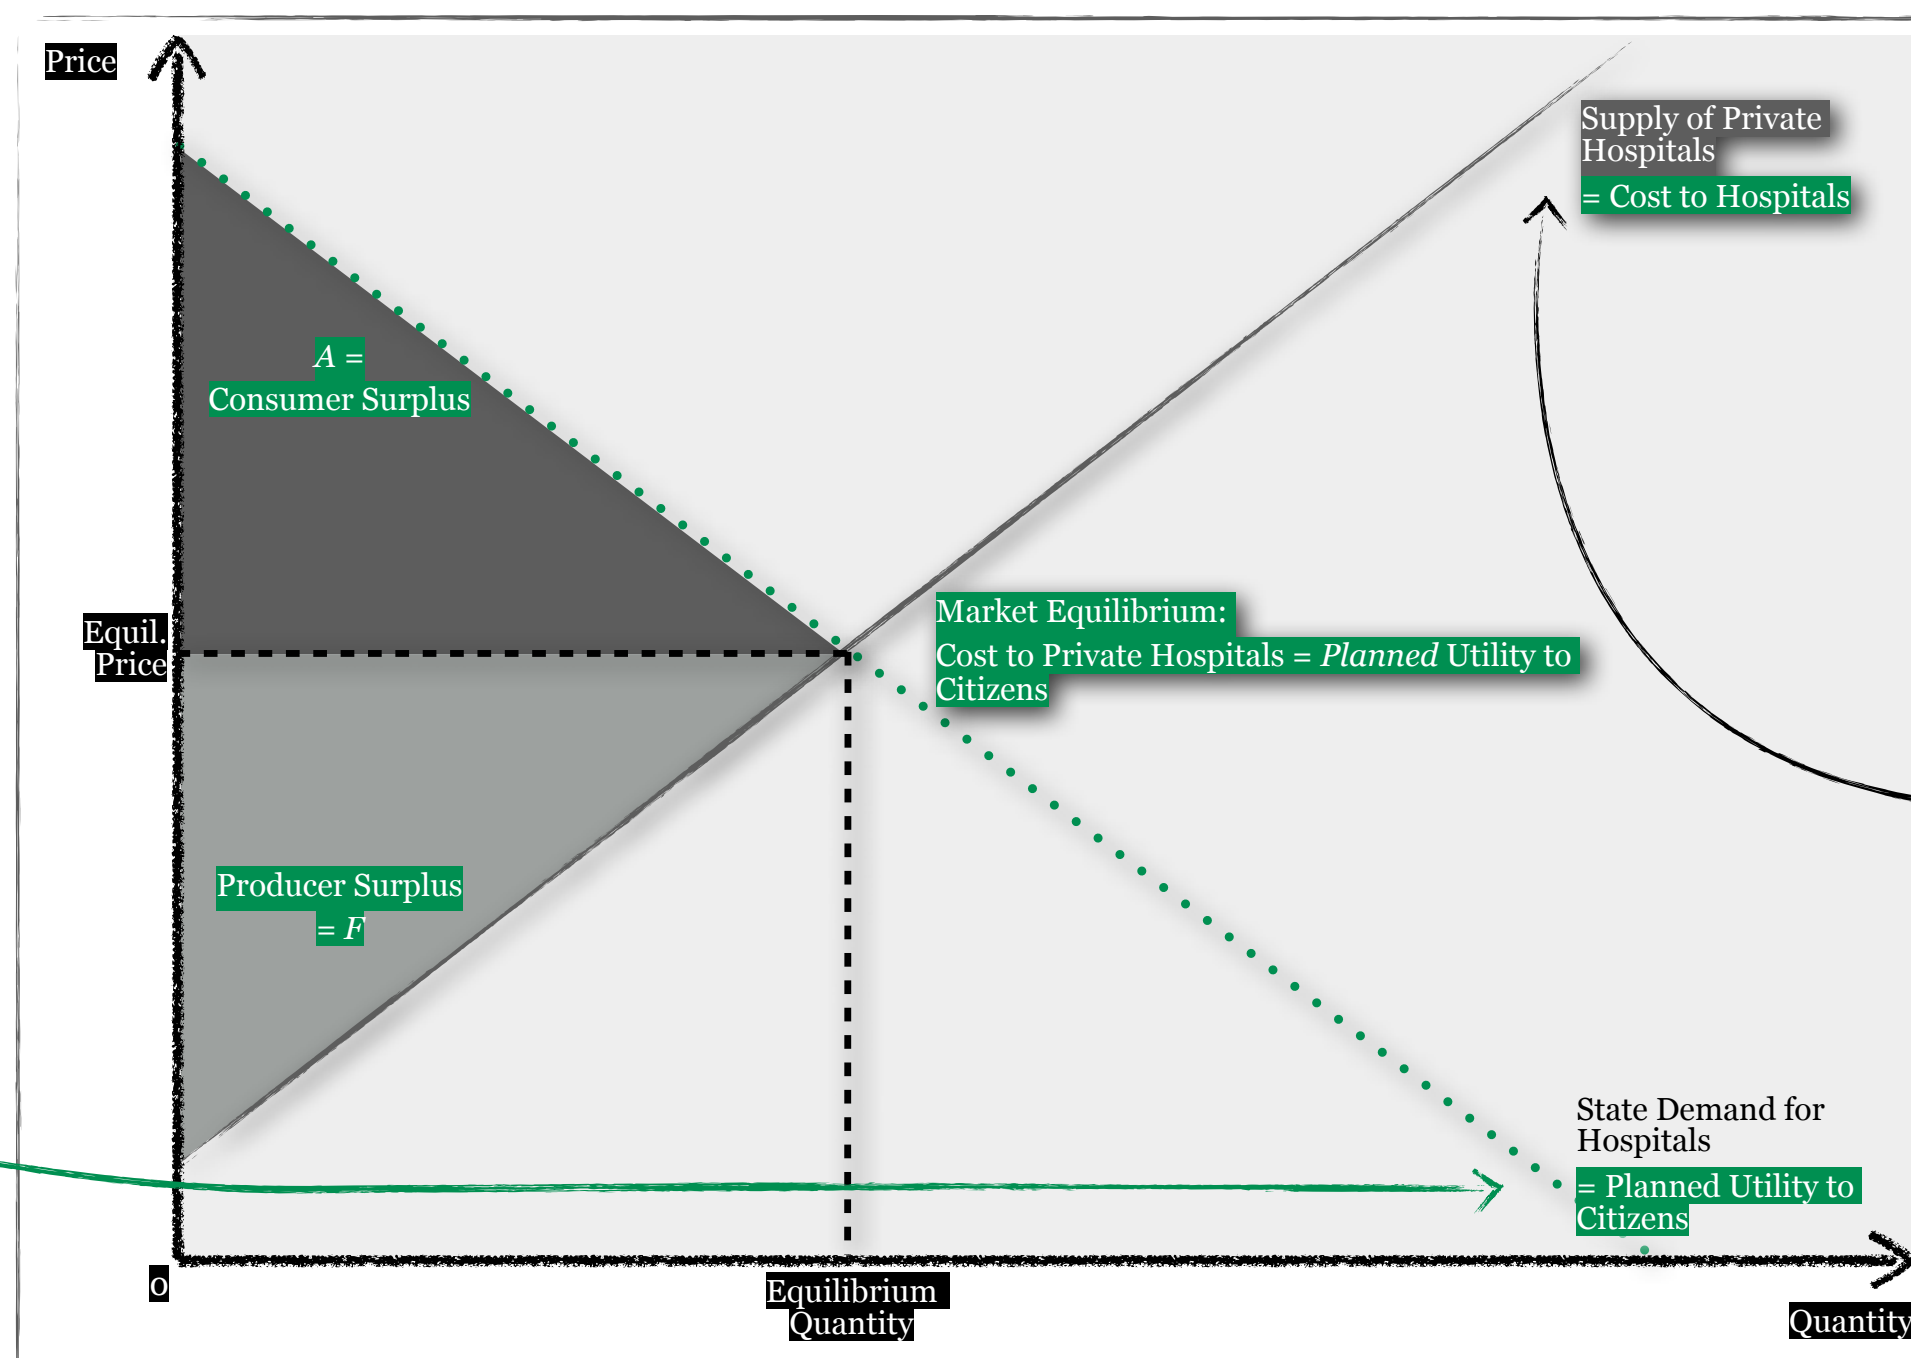 Price
Supply of Private
Hospitals
= Cost to Hospitals
A =
Consumer Surplus
Equil.
Price
Market Equilibrium:
Cost to Private Hospitals = Planned Utility to
Citizens
Producer Surplus
= F
State Demand for
Hospitals
= Planned Utility to
Citizens
0
Equilibrium
Quantity
Quantity